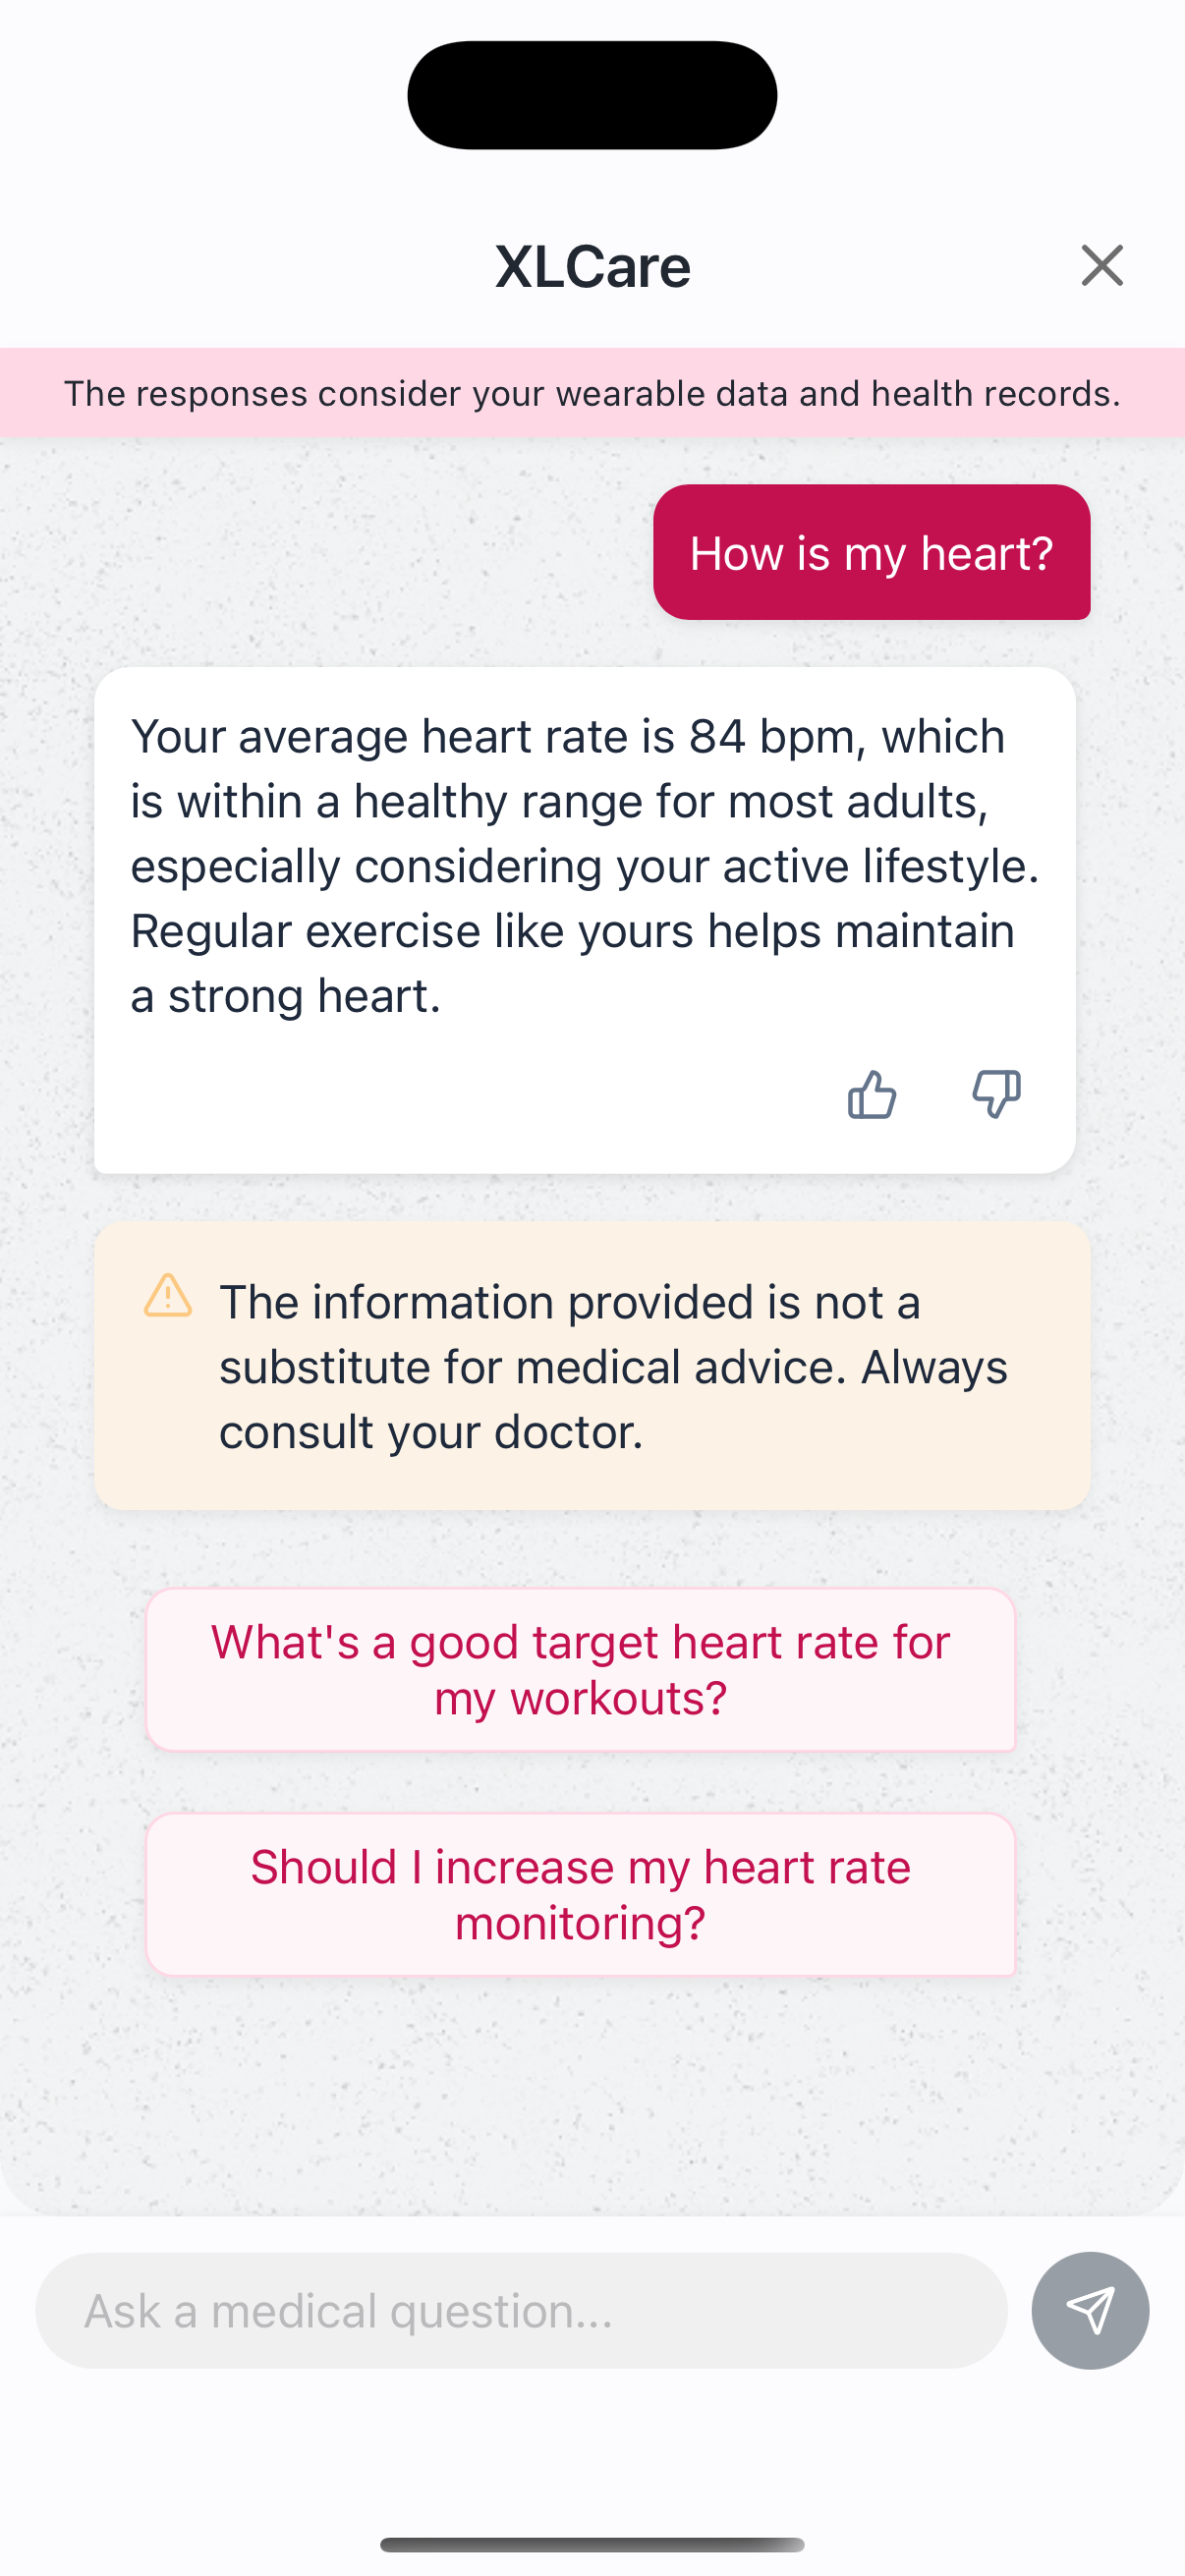 XLCare
The responses consider your wearable data and health records.
How is my heart?
Your average heart rate is 84 bpm, which
is within a healthy range for most adults,
especially considering your active lifestyle.
Regular exercise like yours helps maintain
a strong heart.
The information provided is not a
substitute for medical advice. Always
consult your doctor.
What's a good target heart rate for
my workouts?
Should I increase my heart rate
monitoring?
Ask a medical question...